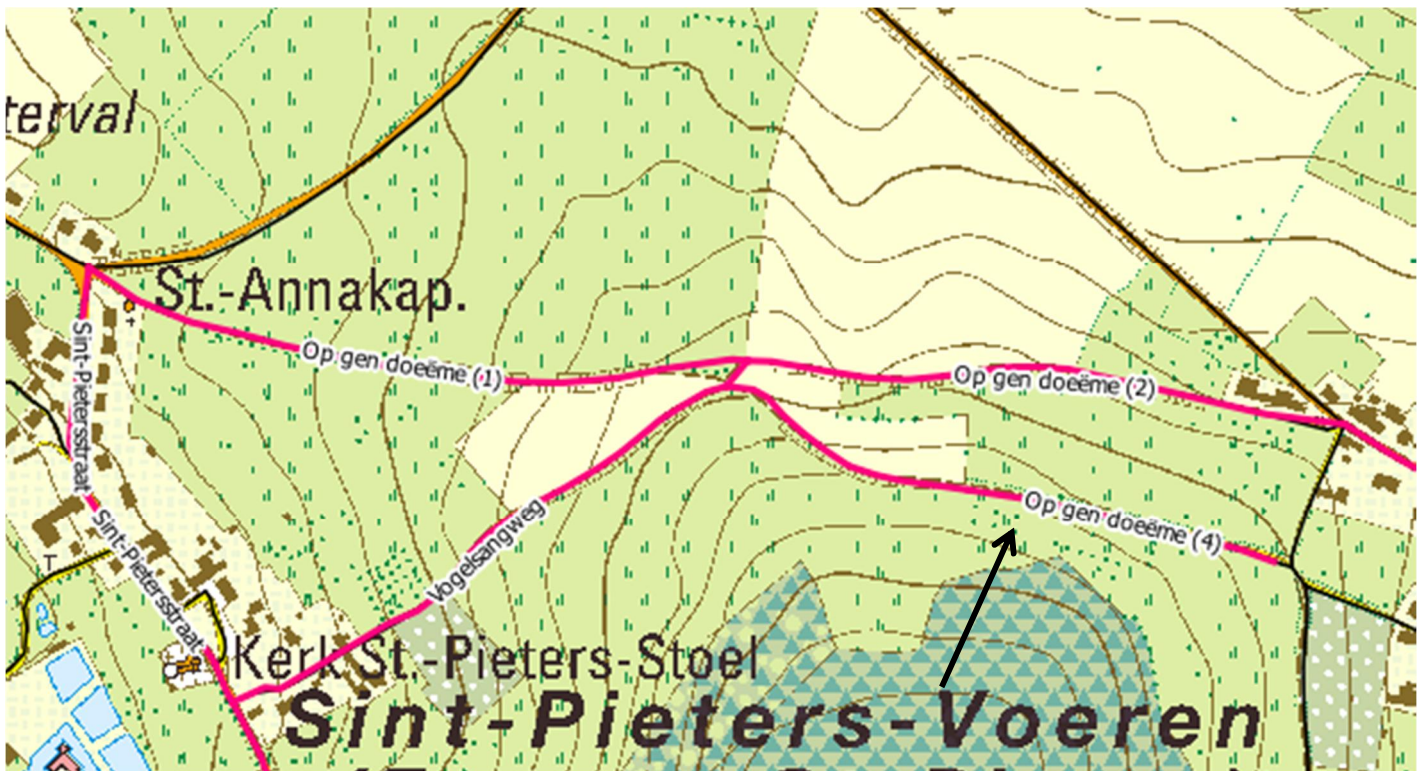 terval
St.-Annakap.
Sint-Pietersstraat
Op gen doeëme (1)
Op gen doeëme (2)
Op gen doeëme (4)
Vogelsangweg
Sint-Pietersstraat
T
Kerk St.-Pieters-Stoel
Sint-Pieters-Voeren